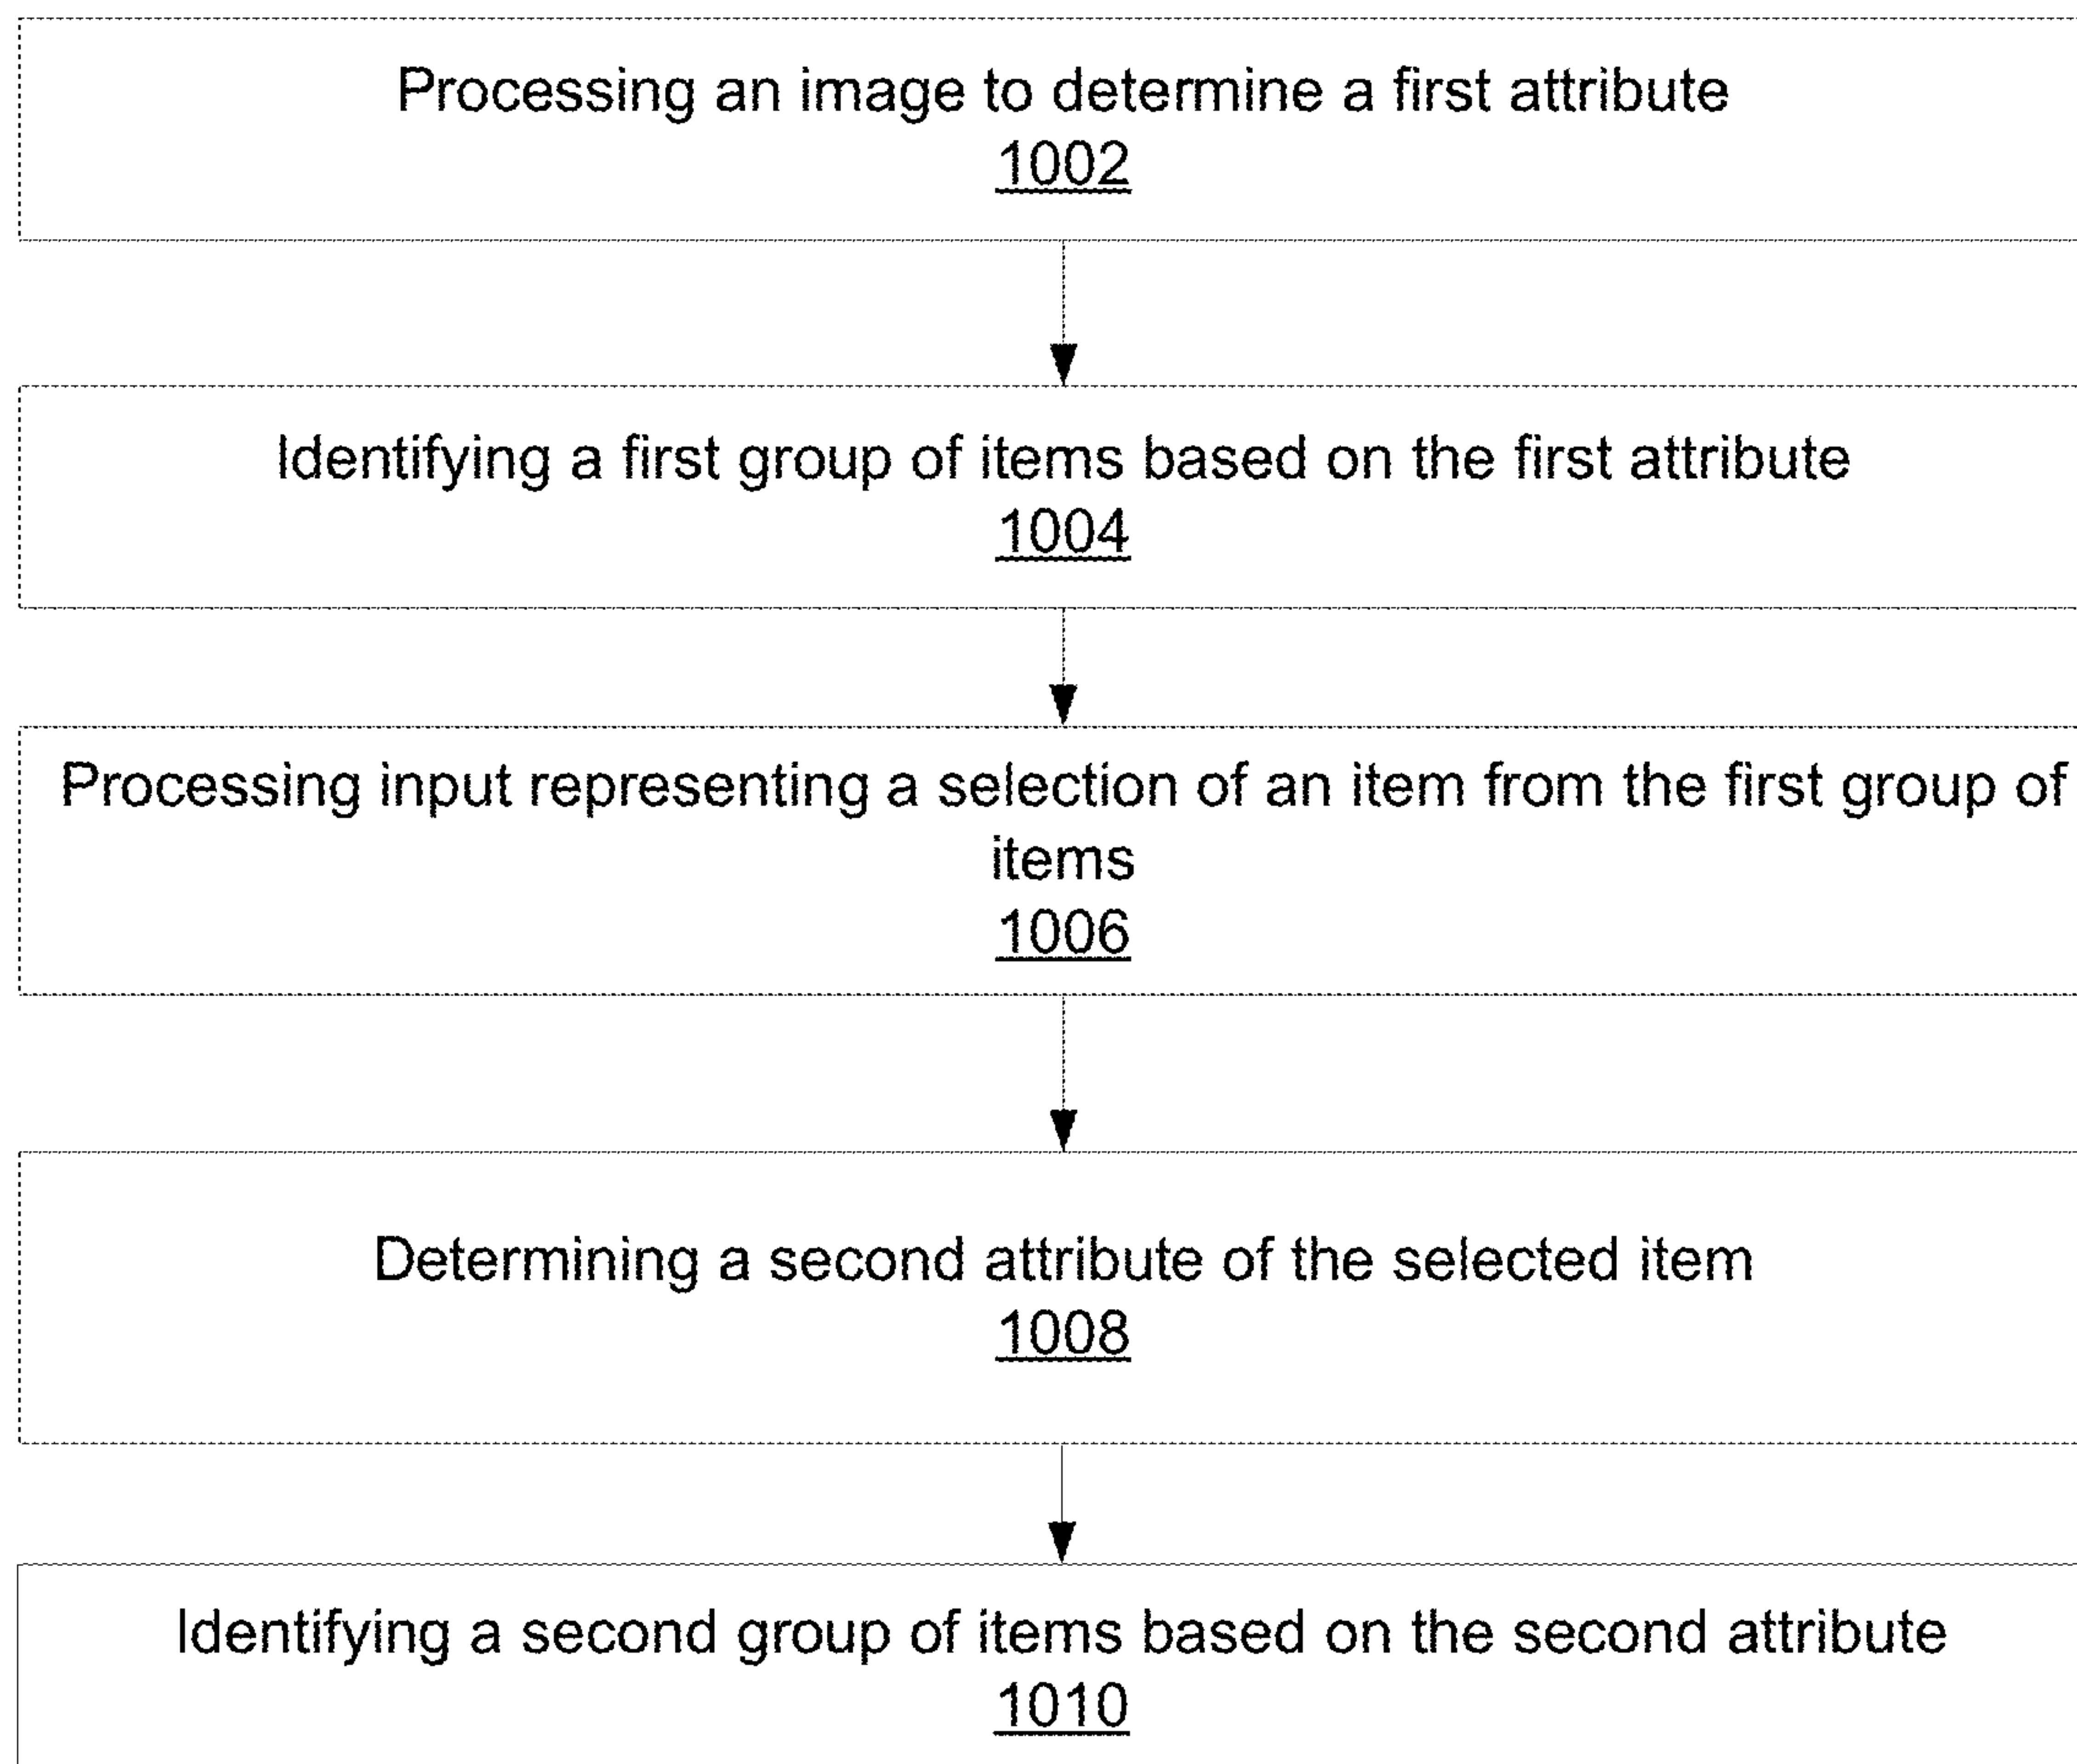 Processing an image to determine a first attribute
1002
Identifying a first group of items based on the first attribute
1004
Processing input representing a selection of an item from the first group of
items
1006
Determining a second attribute of the selected item
1008
Identifying a second group of items based on the second attribute
1010